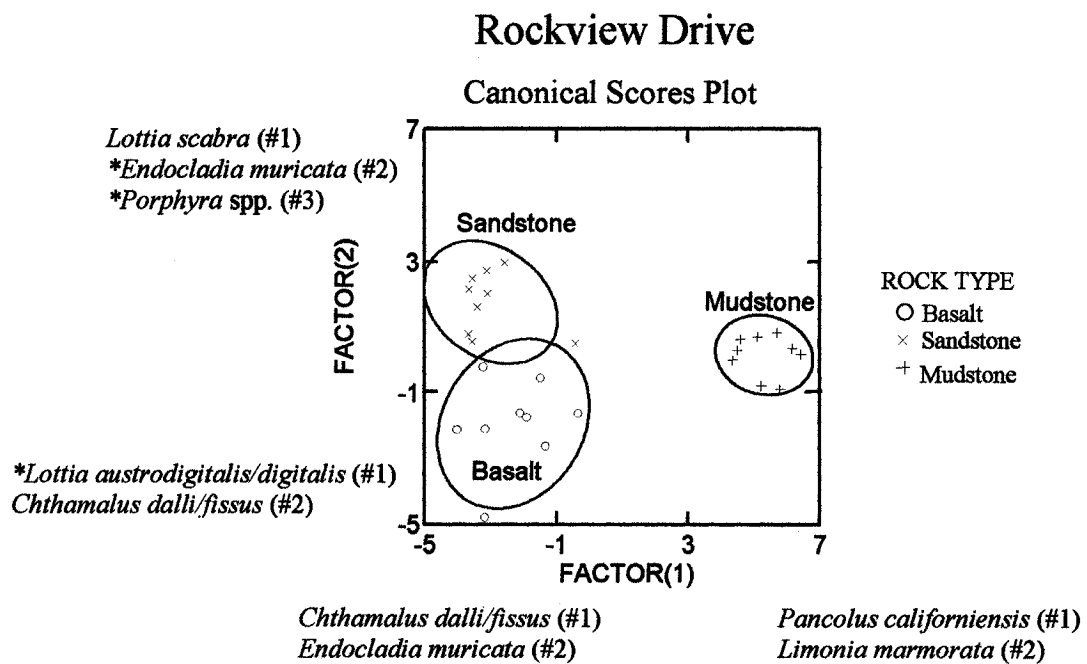 Rockview Drive
Canonical Scores Plot
Lottia scabra (#1)
*Endocladia muricata (#2)
*Porphyra spp. (#3)
*Lottia austrodigitalis/digitalis (#1)
Chthamalus dalli/fissus (#2)
FACTOR(2)
7
3
-1
-5
Sandstone
Mudstone
Basalt
-5
-1
3
7
FACTOR(1)
ROCK TYPE
Basalt
Sandstone
Mudstone
Chthamalus dalli/fissus (#1)
Endocladia muricata (#2)
Pancolus californiensis (#1)
Limonia marmorata (#2)